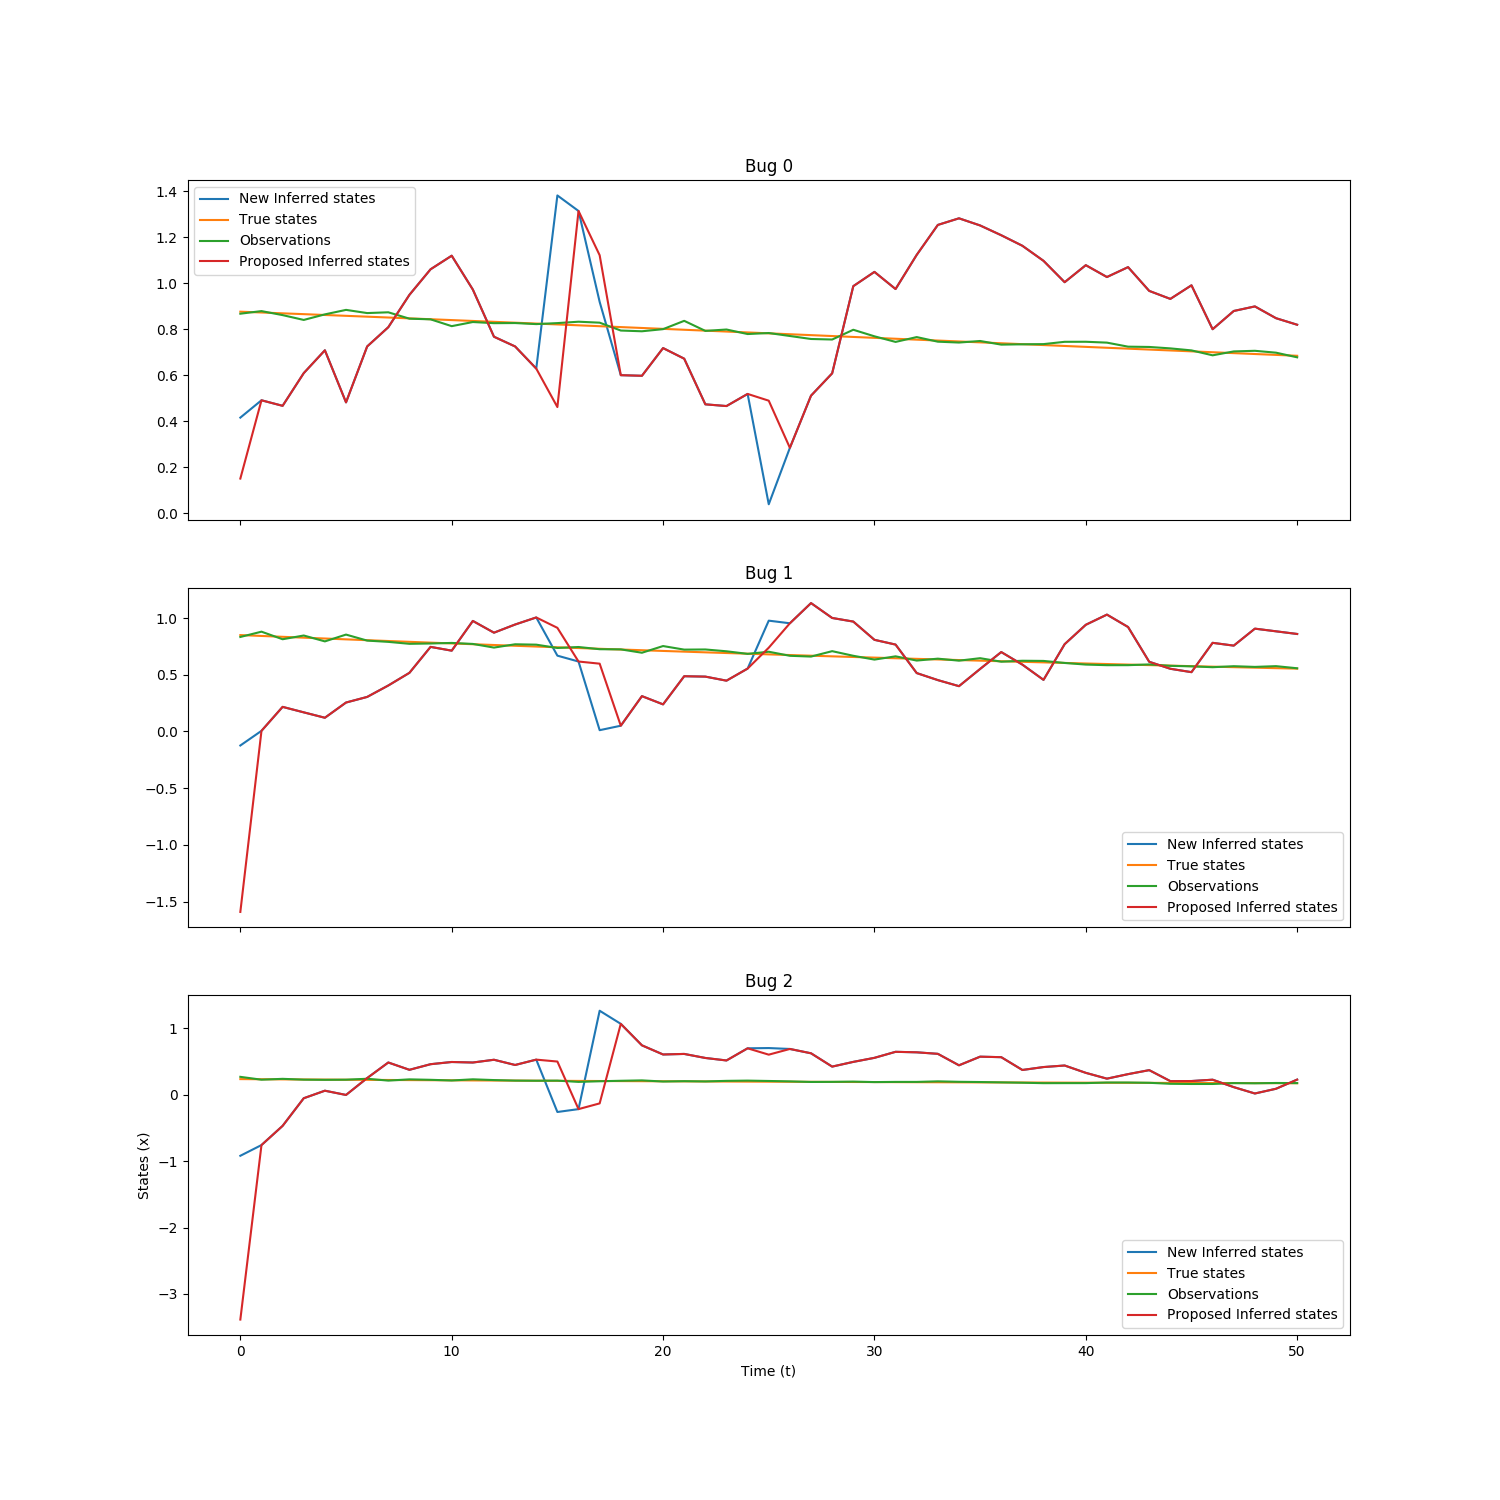 Bug 0
1.4
1.2
1.0
0.8
0.6
0.4
0.2
0.0
New Inferred states
True states
Observations
Proposed Inferred states
Bug 1
1.0
0.5
0.0
−0.5
−1.0
−1.5
New Inferred states
True states
Observations
Proposed Inferred states
Bug 2
1
0
−1
−2
−3
States (x)
New Inferred states
True states
Observations
Proposed Inferred states
0 10 20 30 40 50
Time (t)